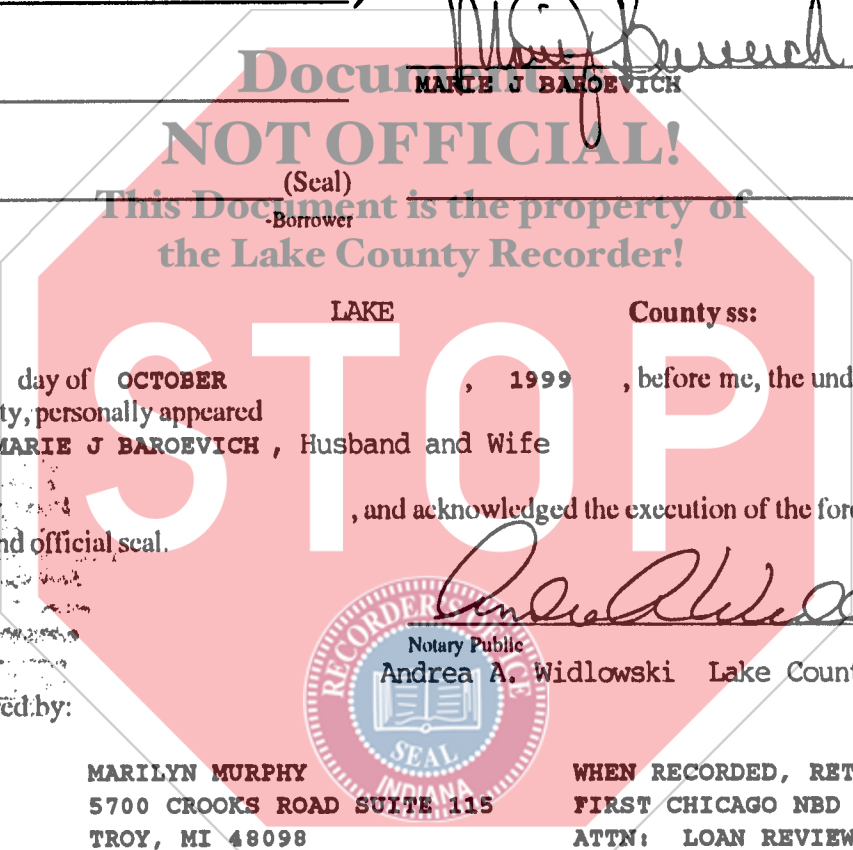 Marie J Baroevich
MARIE J BAROEVICH
Document is
NOT OFFICIAL!
(Seal)
This Document is the property of
-Borrower
the Lake County Recorder!
LAKE County ss:
STOP
day of OCTOBER , 1999 , before me, the und
ty, personally appeared
MARIE J BAROEVICH , Husband and Wife
, and acknowledged the execution of the fore
nd official seal.
RECORDER'S OFFICE
SEAL
INDIANA
Notary Public
Andrea A. Widlowski Lake Count
red by:
MARILYN MURPHY WHEN RECORDED, RET
5700 CROOKS ROAD SUITE 115 FIRST CHICAGO NBD
TROY, MI 48098 ATTN: LOAN REVIEW